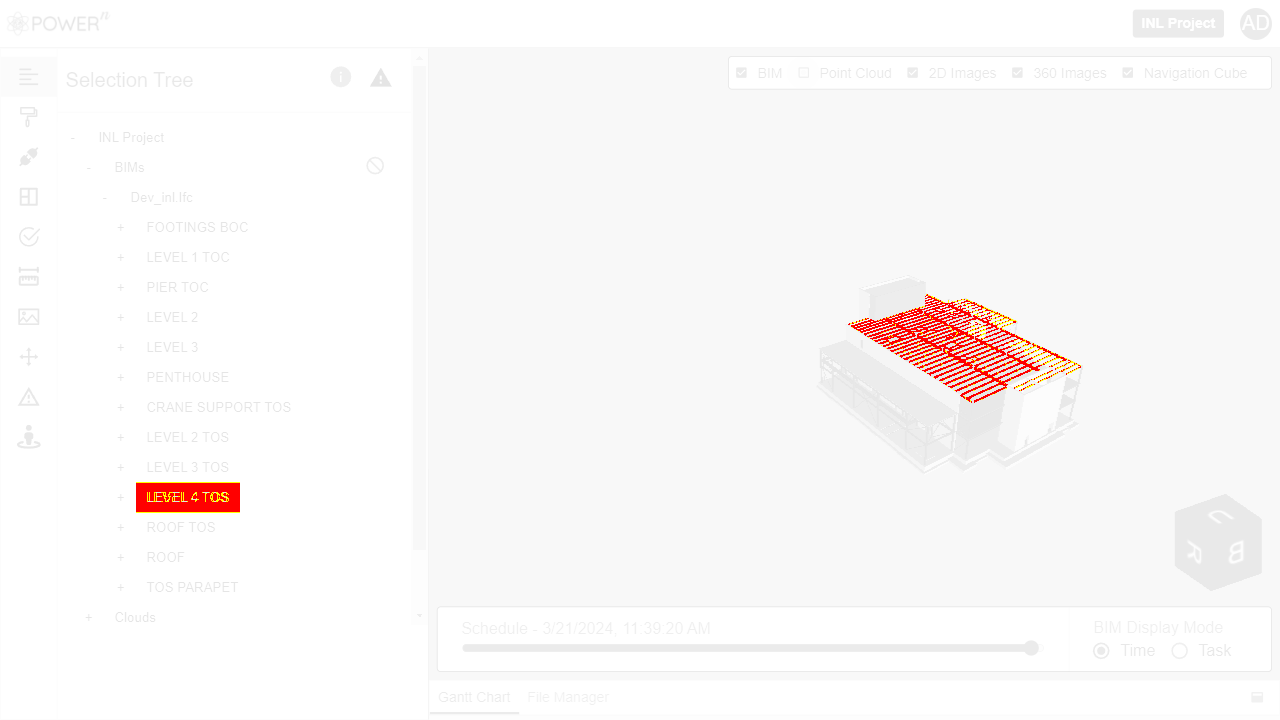 POWER n
INL Project
AD
Selection Tree
BIM
Point Cloud
2D Images
360 Images
Navigation Cube
- INL Project
- BIMs
- Dev_Inl.Ifc
+ FOOTINGS BOC
+ LEVEL 1 TOC
+ PIER TOC
+ LEVEL 2
+ LEVEL 3
+ PENTHOUSE
+ CRANE SUPPORT TOS
+ LEVEL 2 TOS
+ LEVEL 3 TOS
+ LEVEL 4 TOS
+ ROOF TOS
+ ROOF
+ TOS PARAPET
+ Clouds
U
R B
Schedule - 3/21/2024, 11:39:20 AM
BIM Display Mode
Time
Task
Gantt Chart
File Manager